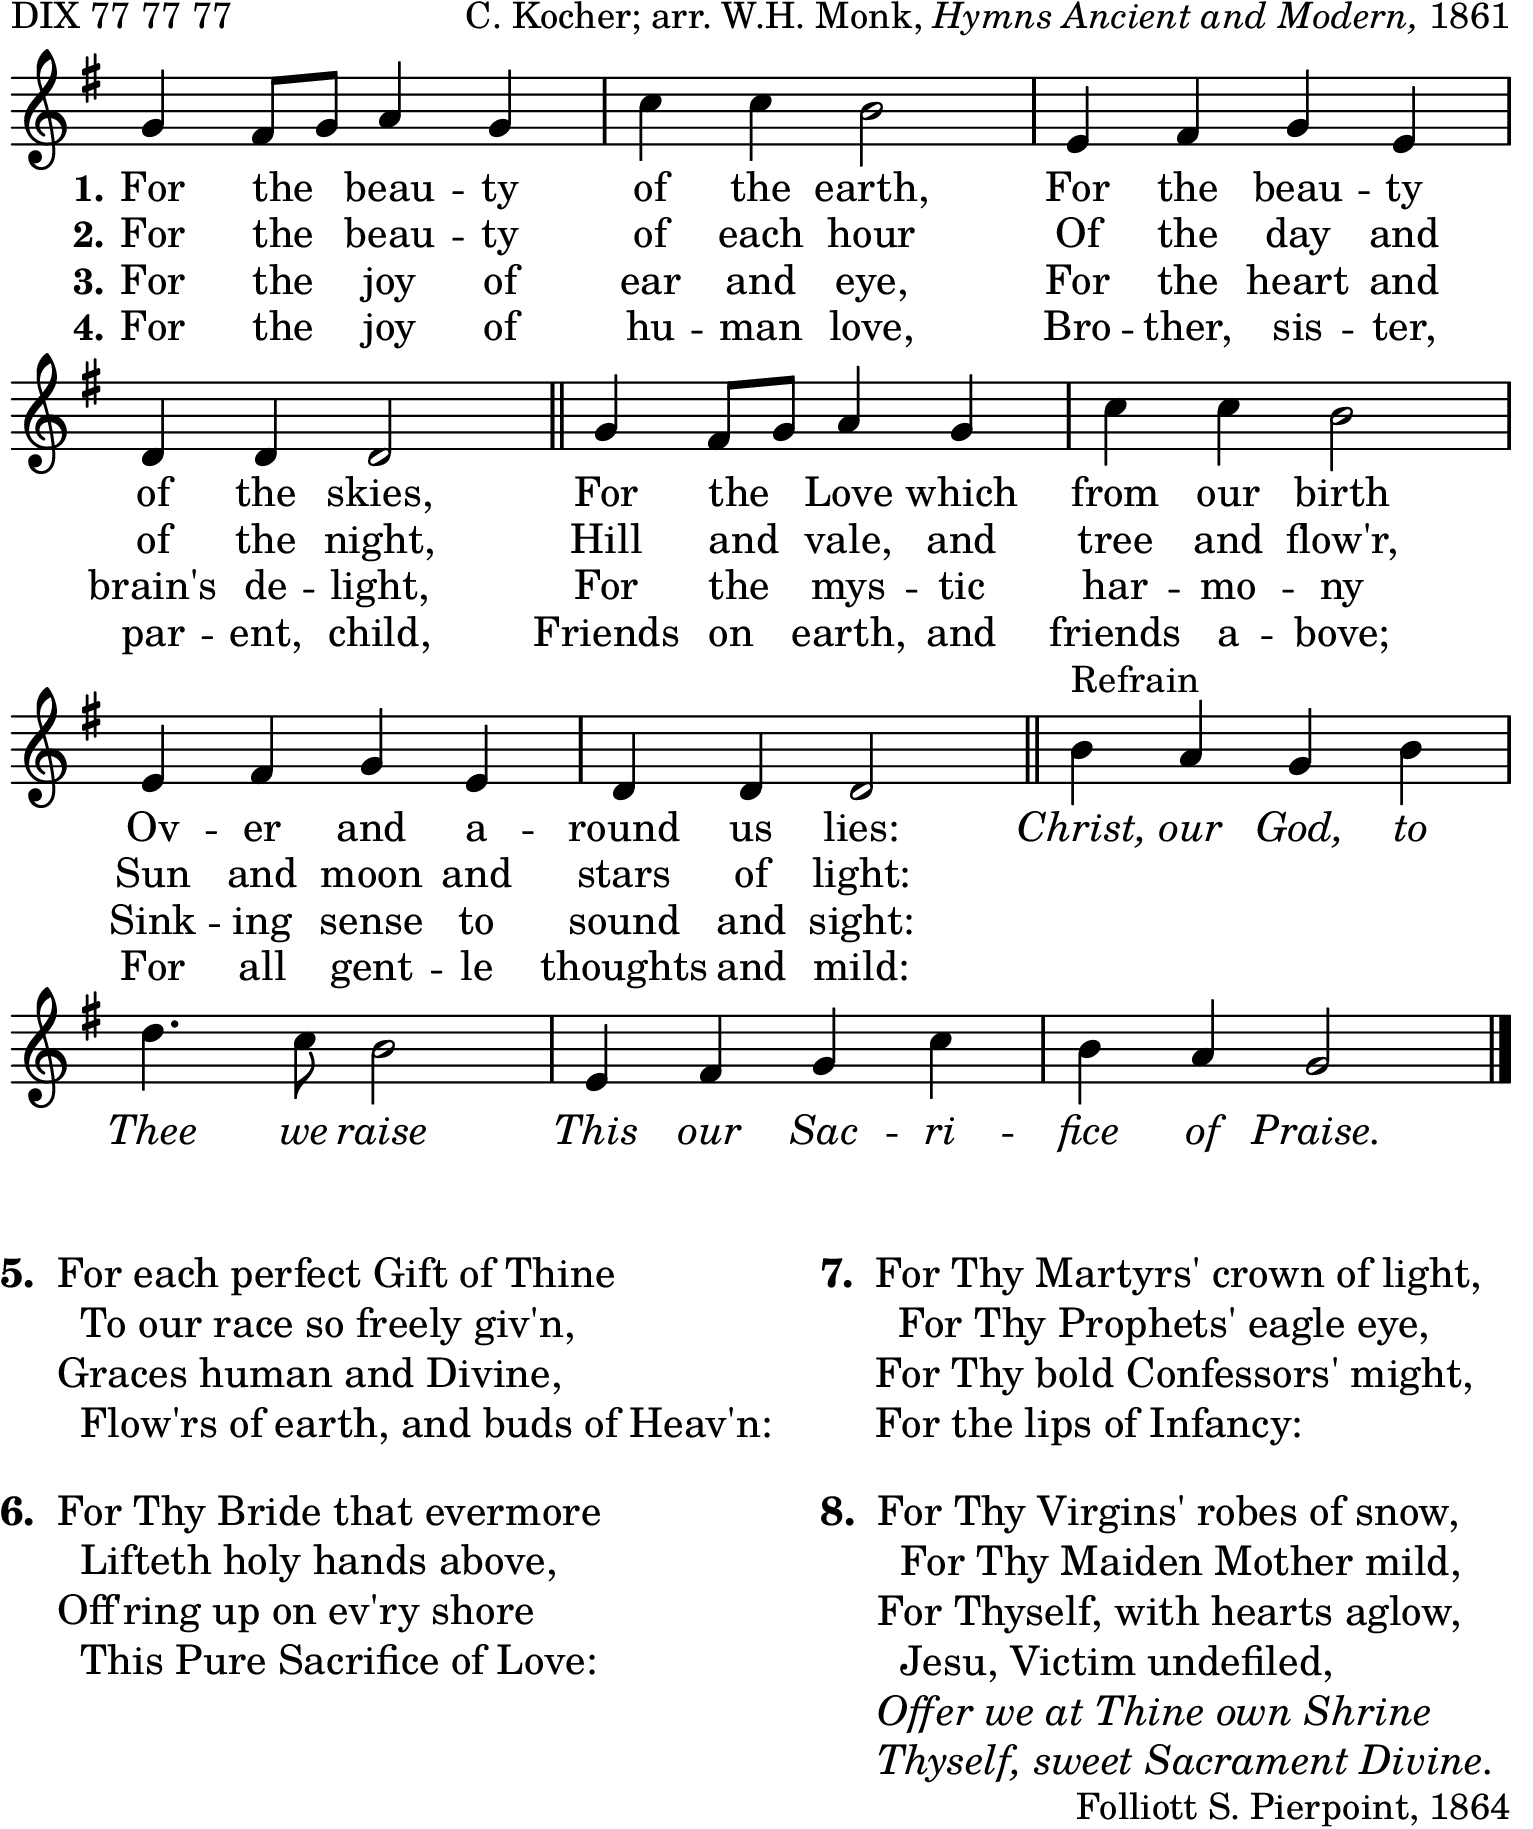 DIX 77 77 77 C. Kocher; arr. W.H. Monk, Hymns Ancient and Modern, 1861
1. For the beau -- ty of the earth, For the beau -- ty
2. For the beau -- ty of each hour Of the day and
3. For the joy of ear and eye, For the heart and
4. For the joy of hu -- man love, Bro -- ther, sis -- ter,
of the skies, For the Love which from our birth
of the night, Hill and vale, and tree and flow'r,
brain's de -- light, For the mys -- tic har -- mo -- ny
par -- ent, child, Friends on earth, and friends a -- bove;
Refrain
Ov -- er and a -- round us lies: Christ, our God, to
Sun and moon and stars of light:
Sink -- ing sense to sound and sight:
For all gent -- le thoughts and mild:
Thee we raise This our Sac -- ri -- fice of Praise.
5. For each perfect Gift of Thine
To our race so freely giv'n,
Graces human and Divine,
Flow'rs of earth, and buds of Heav'n:
6. For Thy Bride that evermore
Lifteth holy hands above,
Off'ring up on ev'ry shore
This Pure Sacrifice of Love:
7. For Thy Martyrs' crown of light,
For Thy Prophets' eagle eye,
For Thy bold Confessors' might,
For the lips of Infancy:
8. For Thy Virgins' robes of snow,
For Thy Maiden Mother mild,
For Thyself, with hearts aglow,
Jesu, Victim undefiled,
Offer we at Thine own Shrine
Thyself, sweet Sacrament Divine.
Folliott S. Pierpoint, 1864